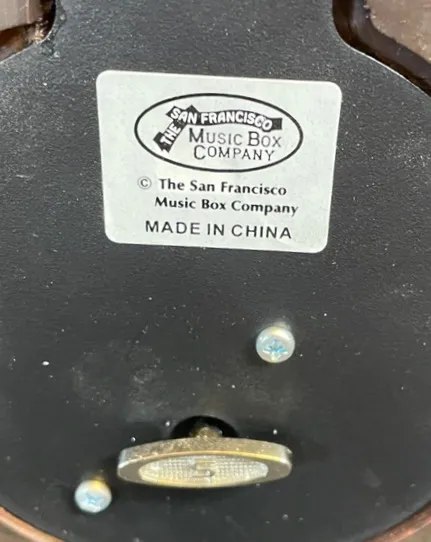 THE SAN FRANCISCO
MUSIC BOX
COMPANY
© The San Francisco
Music Box Company
MADE IN CHINA